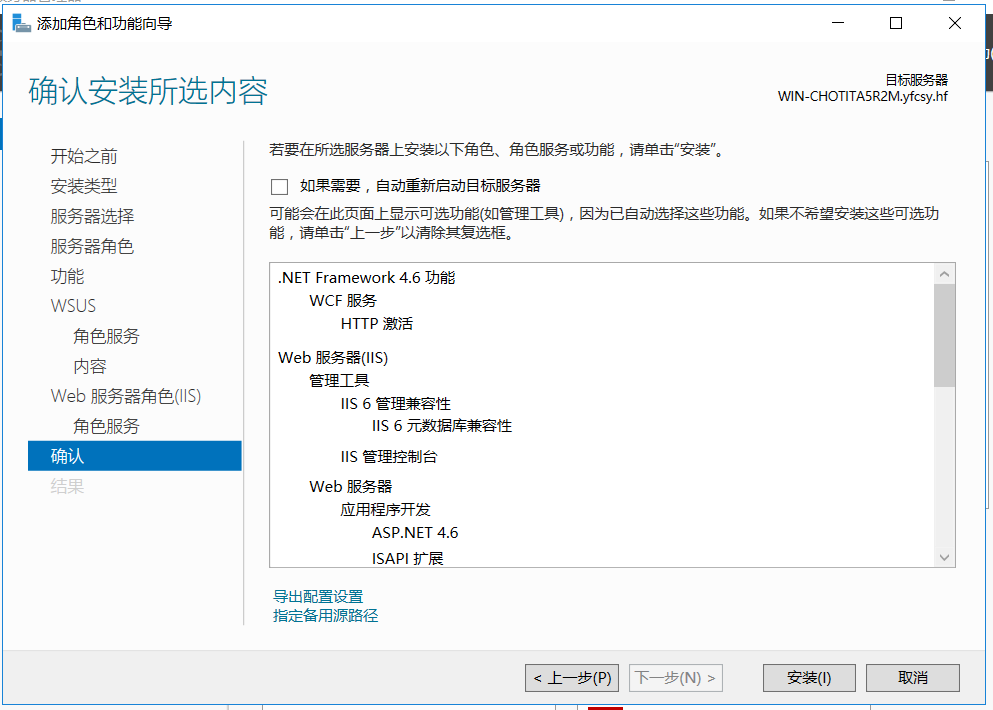 添加角色和功能向导
确认安装所选内容
目标服务器
WIN-CHOTITA5R2M.yfcsy.hf
开始之前
安装类型
服务器选择
服务器角色
功能
WSUS
角色服务
内容
Web 服务器角色(IIS)
角色服务
确认
结果
若要在所选服务器上安装以下角色、角色服务或功能，请单击“安装”。
如果需要，自动重新启动目标服务器
可能会在此页面上显示可选功能(如管理工具)，因为已自动选择这些功能。如果不希望安装这些可选功
能，请单击“上一步”以清除其复选框。
.NET Framework 4.6 功能
WCF 服务
HTTP 激活
Web 服务器(IIS)
管理工具
IIS 6 管理兼容性
IIS 6 元数据库兼容性
IIS 管理控制台
Web 服务器
应用程序开发
ASP.NET 4.6
ISAPI 扩展
导出配置设置
指定备用源路径
< 上一步(P)
下一步(N) >
安装(I)
取消